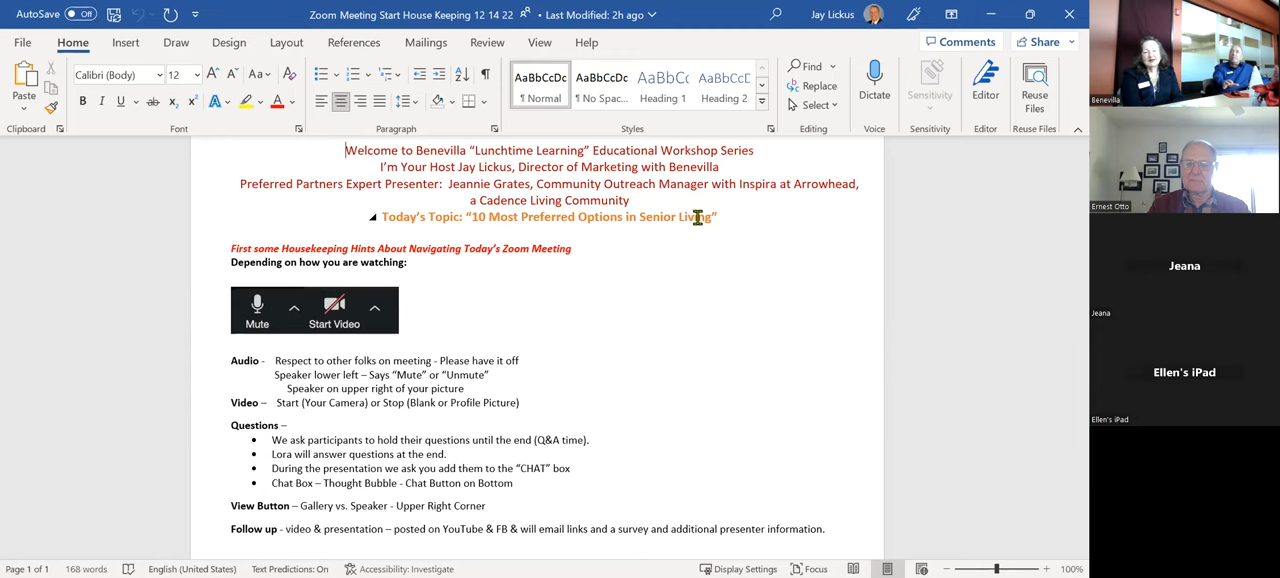 AutoSave Off Zoom Meeting Start House Keeping 12 14 22 • Last Modified: 2h ago Jay Lickus
File Home Insert Draw Design Layout References Mailings Review View Help Comments Share
Calibri (Body) 12 Aa AaBbCcDc AaBbCcDc AaBbCc AaBbCcD Find
Paste B I U ab x₂ x² A A ¶ Normal ¶ No Spac... Heading 1 Heading 2 Replace Select Dictate Sensitivity Editor Reuse Files
Clipboard Font Paragraph Styles Editing Voice Sensitivity Editor Reuse Files
Welcome to Benevilla “Lunchtime Learning” Educational Workshop Series
I’m Your Host Jay Lickus, Director of Marketing with Benevilla
Preferred Partners Expert Presenter: Jeannie Grates, Community Outreach Manager with Inspira at Arrowhead,
a Cadence Living Community
Today’s Topic: “10 Most Preferred Options in Senior Living”
First some Housekeeping Hints About Navigating Today’s Zoom Meeting
Depending on how you are watching:
Mute Start Video
Audio - Respect to other folks on meeting - Please have it off
Speaker lower left – Says “Mute” or “Unmute”
Speaker on upper right of your picture
Video – Start (Your Camera) or Stop (Blank or Profile Picture)
Questions –
• We ask participants to hold their questions until the end (Q&A time).
• Lora will answer questions at the end.
• During the presentation we ask you add them to the “CHAT” box
• Chat Box – Thought Bubble - Chat Button on Bottom
View Button – Gallery vs. Speaker - Upper Right Corner
Follow up - video & presentation – posted on YouTube & FB & will email links and a survey and additional presenter information.
Page 1 of 1 168 words English (United States) Text Predictions: On Accessibility: Investigate Display Settings Focus 100%
Benevilla
Ernest Otto
Jeana
Jeana
Ellen's iPad
Ellen's iPad